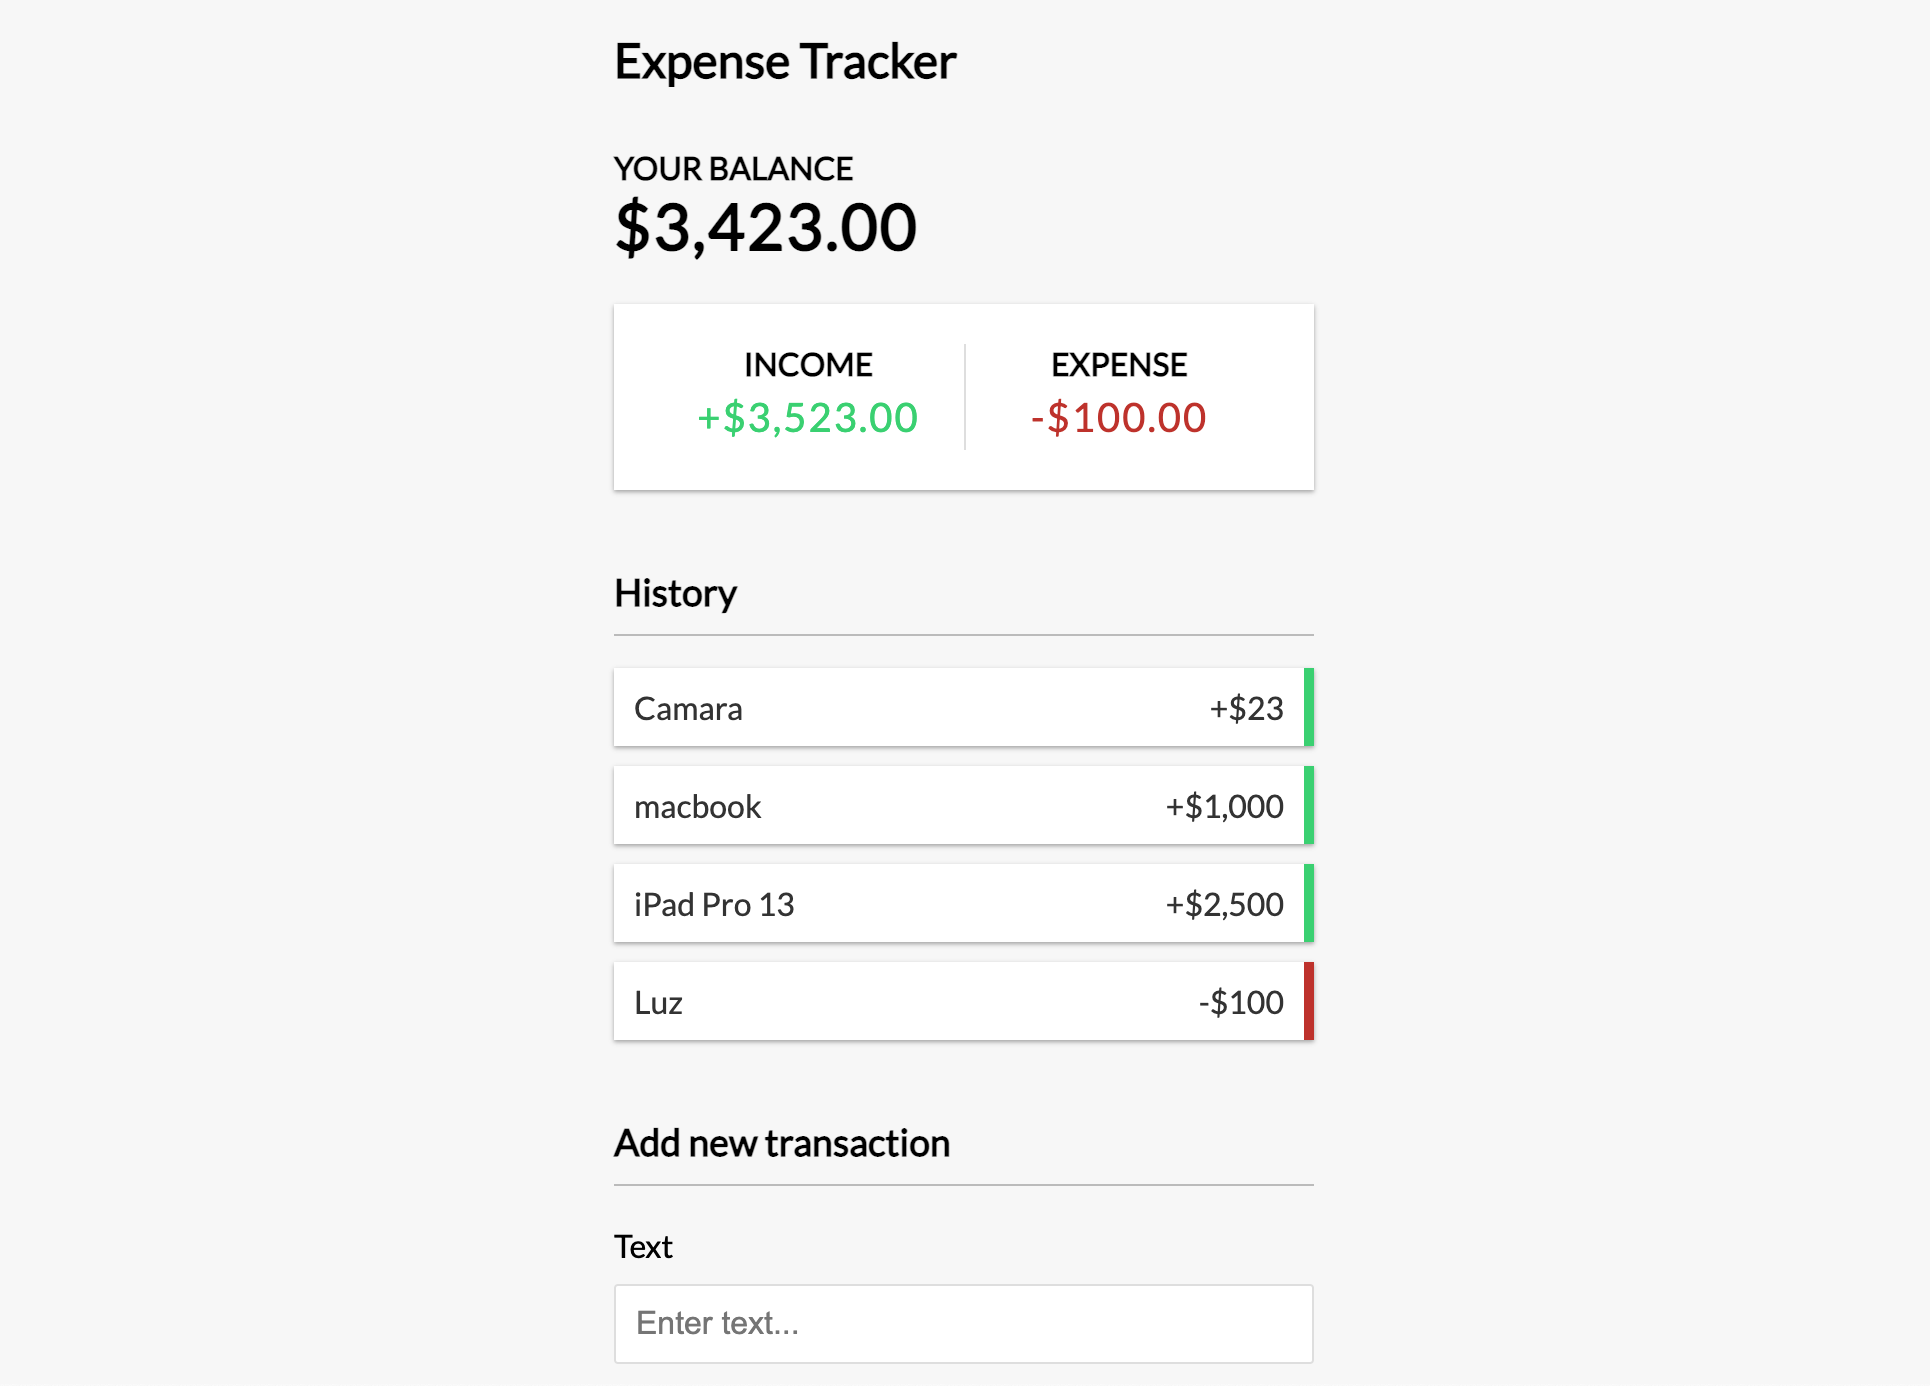 Expense Tracker
YOUR BALANCE
$3,423.00
INCOME EXPENSE
+$3,523.00 -$100.00
History
Camara +$23
macbook +$1,000
iPad Pro 13 +$2,500
Luz -$100
Add new transaction
Text
Enter text...